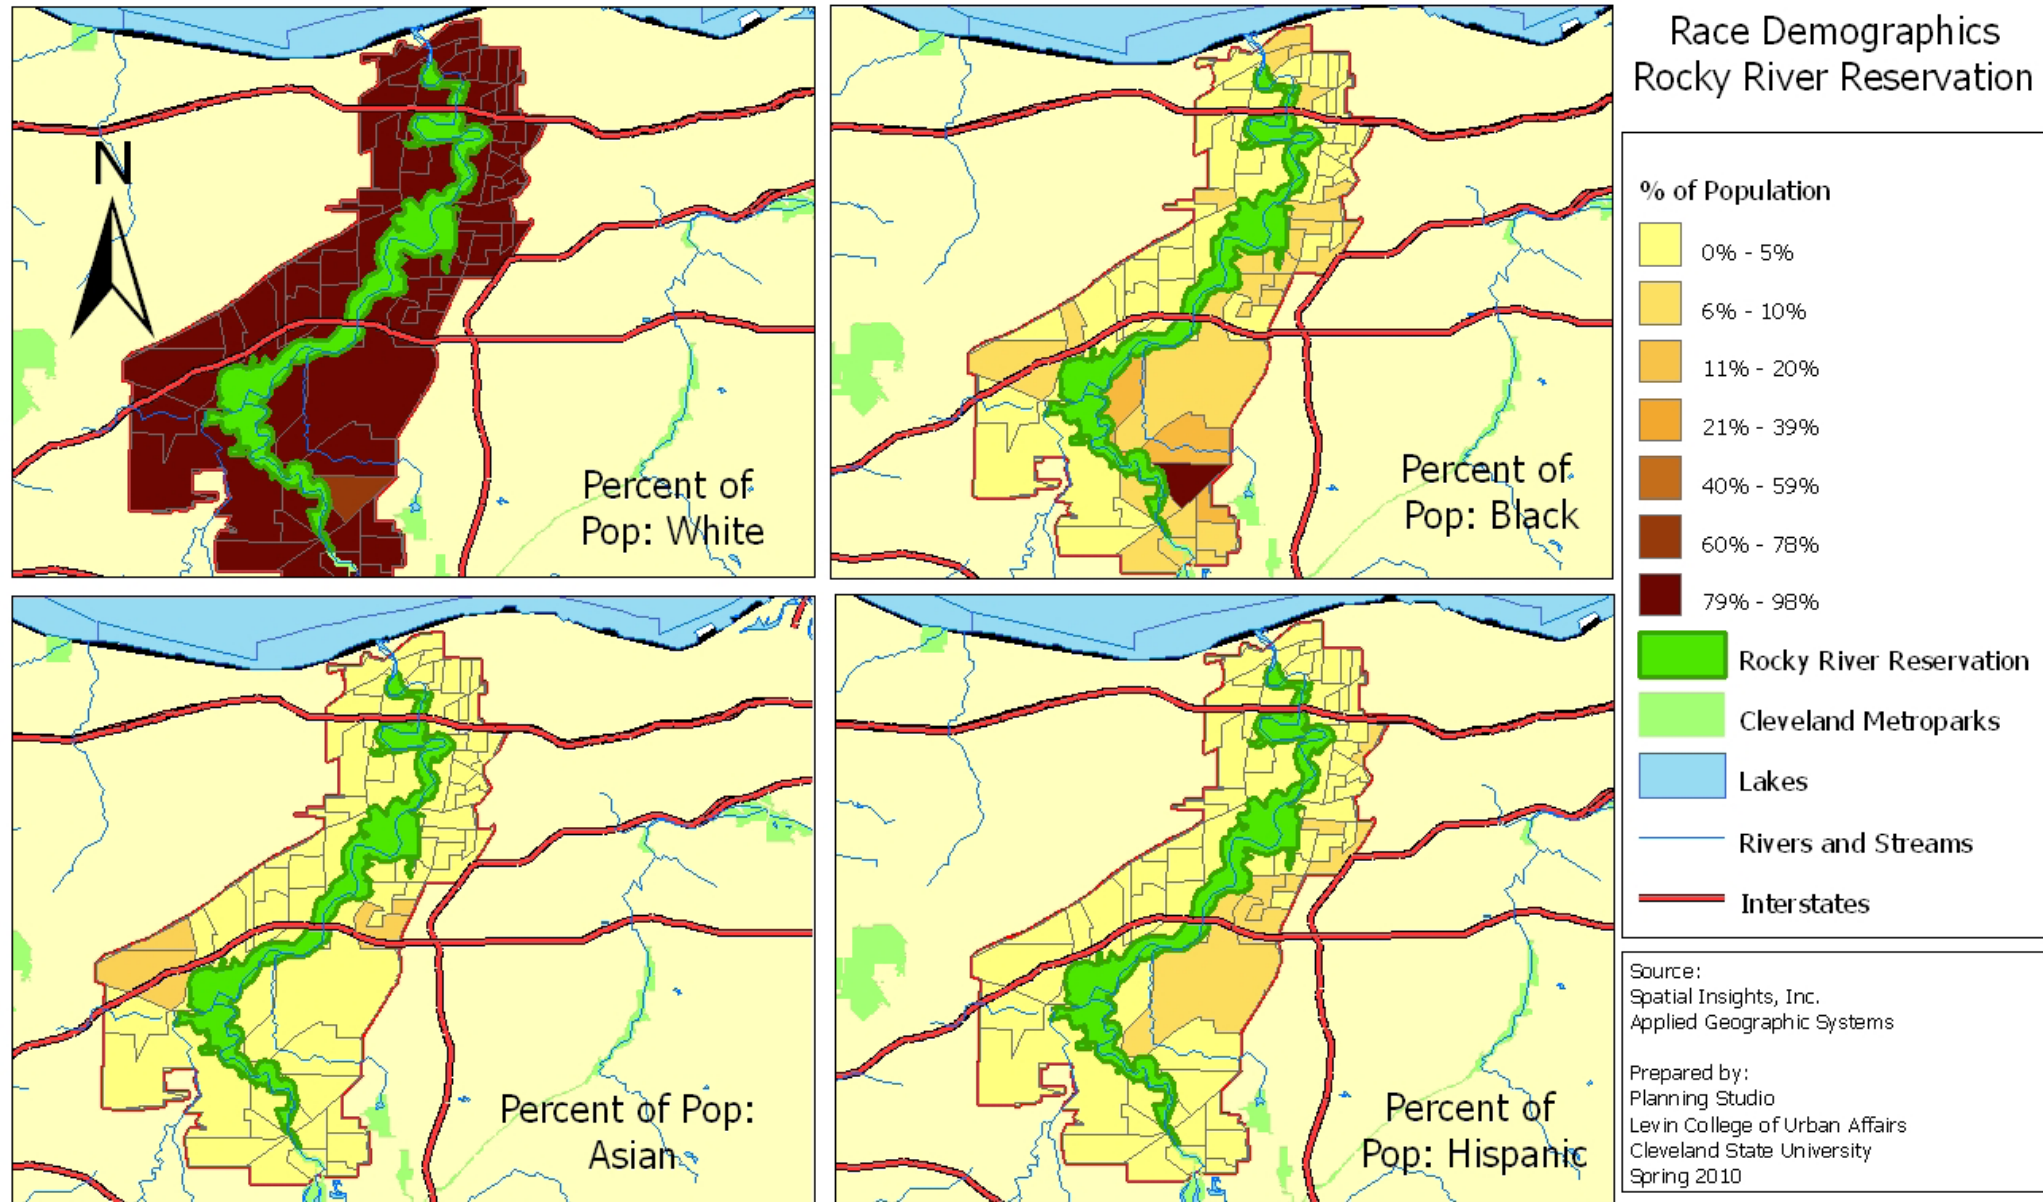 Race Demographics
Rocky River Reservation
N
Percent of
Pop: White
Percent of
Pop: Black
Percent of Pop:
Asian
Percent of
Pop: Hispanic
% of Population
0% - 5%
6% - 10%
11% - 20%
21% - 39%
40% - 59%
60% - 78%
79% - 98%
Rocky River Reservation
Cleveland Metroparks
Lakes
Rivers and Streams
Interstates
Source:
Spatial Insights, Inc.
Applied Geographic Systems
Prepared by:
Planning Studio
Levin College of Urban Affairs
Cleveland State University
Spring 2010